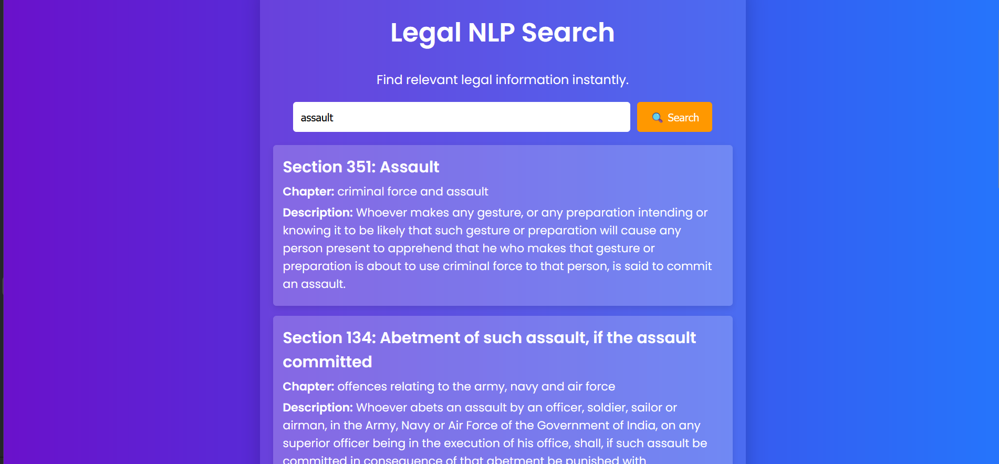 Legal NLP Search
Find relevant legal information instantly.
assault
🔍 Search
Section 351: Assault
Chapter: criminal force and assault
Description: Whoever makes any gesture, or any preparation intending or
knowing it to be likely that such gesture or preparation will cause any
person present to apprehend that he who makes that gesture or
preparation is about to use criminal force to that person, is said to commit
an assault.
Section 134: Abetment of such assault, if the assault
committed
Chapter: offences relating to the army, navy and air force
Description: Whoever abets an assault by an officer, soldier, sailor or
airman, in the Army, Navy or Air Force of the Government of India, on any
superior officer being in the execution of his office, shall, if such assault be
committed in consequence of that abetment be punished with